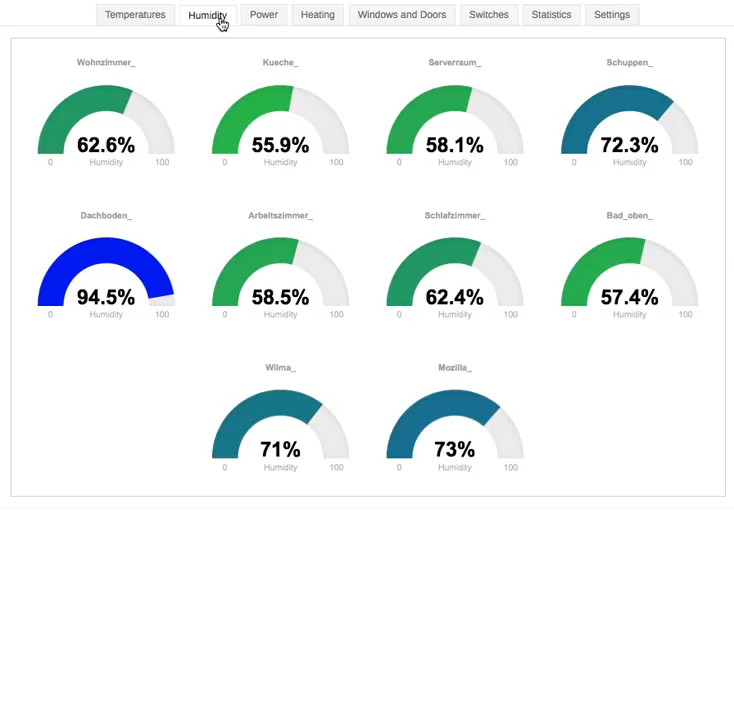 Temperatures Humidity Power Heating Windows and Doors Switches Statistics Settings
Wohnzimmer_ Kueche_ Serverraum_ Schuppen_
62.6% 55.9% 58.1% 72.3%
0 Humidity 100 0 Humidity 100 0 Humidity 100 0 Humidity 100
Dachboden_ Arbeitszimmer_ Schlafzimmer_ Bad_oben_
94.5% 58.5% 62.4% 57.4%
0 Humidity 100 0 Humidity 100 0 Humidity 100 0 Humidity 100
Wilma_ Mozilla_
71% 73%
0 Humidity 100 0 Humidity 100